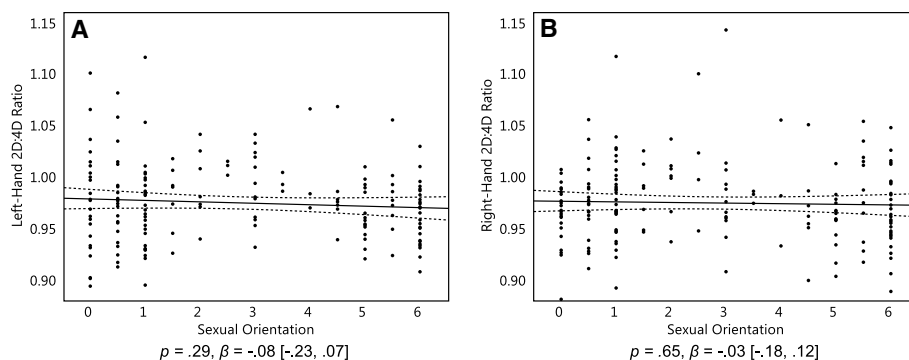 A
Left-Hand 2D:4D Ratio
1.15
1.10
1.05
1.00
0.95
0.90
0 1 2 3 4 5 6
Sexual Orientation
p = .29, β = -.08 [-.23, .07]
B
Right-Hand 2D:4D Ratio
1.15
1.10
1.05
1.00
0.95
0.90
0 1 2 3 4 5 6
Sexual Orientation
p = .65, β = -.03 [-.18, .12]